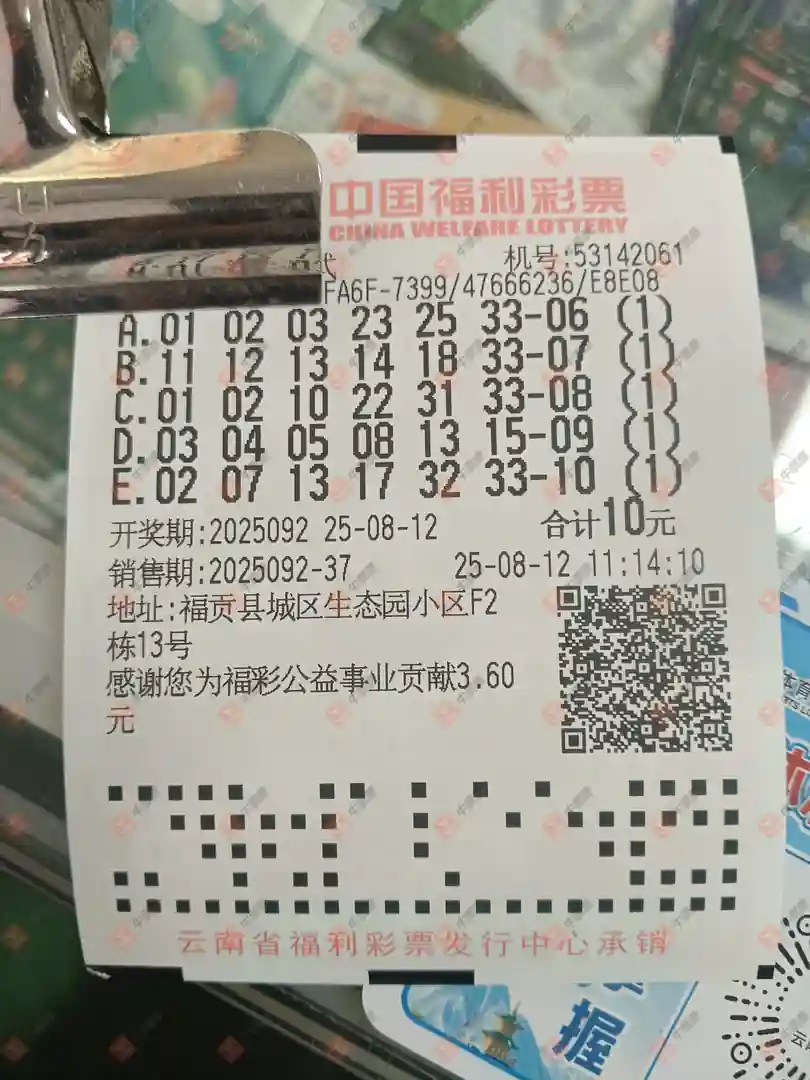 中国福利彩票
CHINA WELFARE LOTTERY
机号:53142061
FA6F-7399/47666236/E8E08
A.01 02 03 23 25 33-06 (1)
B.11 12 13 14 18 33-07 (1)
C.01 02 10 22 31 33-08 (1)
D.03 04 05 08 13 15-09 (1)
E.02 07 13 17 32 33-10 (1)
开奖期:2025092 25-08-12 合计10元
销售期:2025092-37 25-08-12 11:14:10
地址:福贡县城区生态园小区F2
栋13号
感谢您为福彩公益事业贡献3.60
元
云南省福利彩票发行中心承销
握